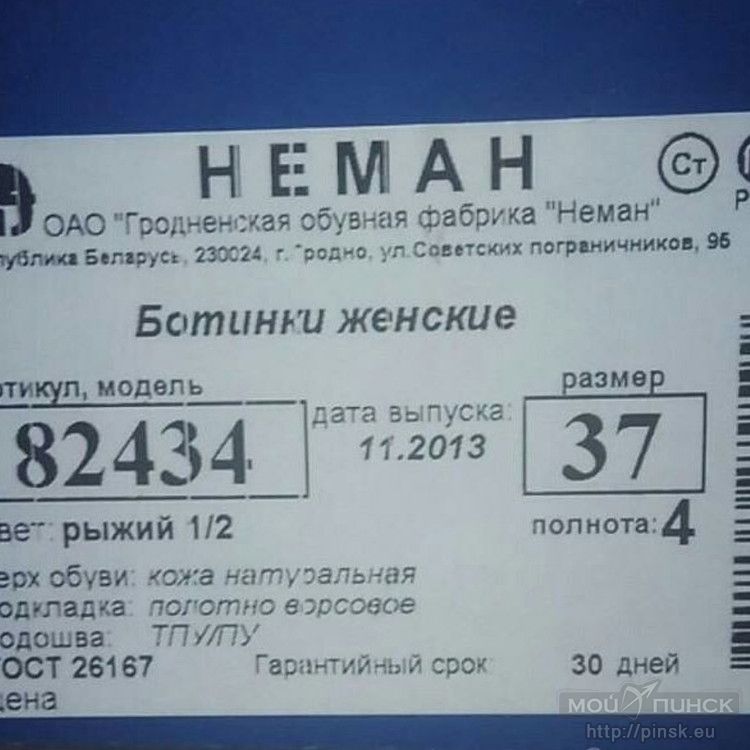 НЕМАН
Ст
ОАО "Гродненская обувная фабрика "Неман"
публика Беларусь, 230024, г. Гродно, ул.Советских пограничников, 95
Ботинки женские
тикул, модель
размер
82434
дата выпуска:
11.2013
37
вет: рыжий 1/2
полнота: 4
ерх обуви: кожа натуральная
одкладка: полотно ворсовое
одошва: ТПУ/ПУ
ОСТ 26167 Гарантийный срок 30 дней
цена
МОЙ ПИНСК
http://pinsk.eu